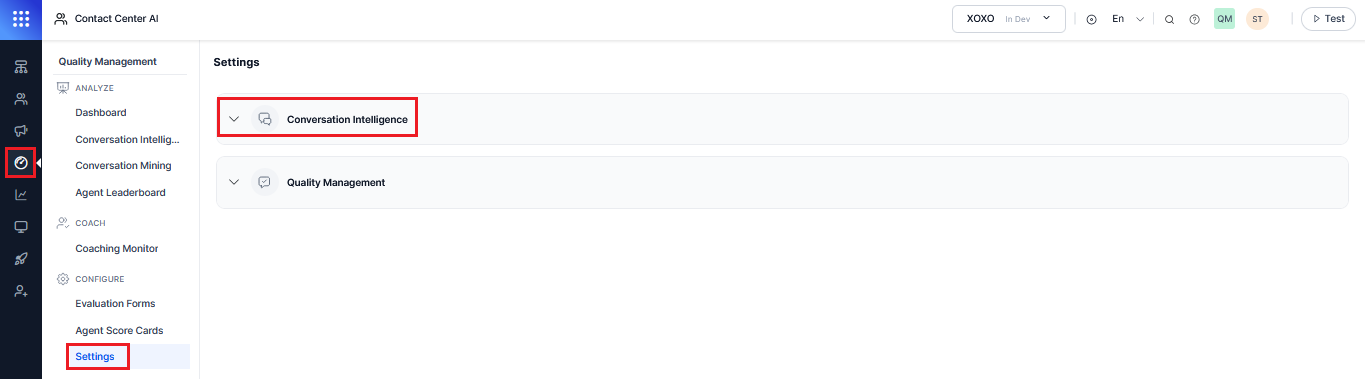 Contact Center AI
XOXO In Dev
En
QM
ST
Test
Quality Management
ANALYZE
Dashboard
Conversation Intellig...
Conversation Mining
Agent Leaderboard
COACH
Coaching Monitor
CONFIGURE
Evaluation Forms
Agent Score Cards
Settings
Settings
Conversation Intelligence
Quality Management